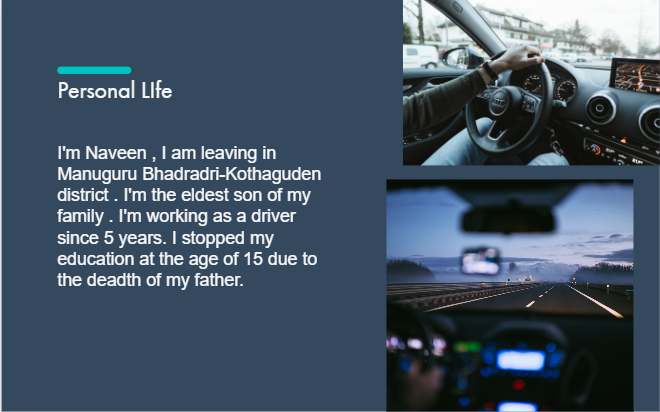 Personal LIfe
I'm Naveen , I am leaving in
Manuguru Bhadradri-Kothaguden
district . I'm the eldest son of my
family . I'm working as a driver
since 5 years. I stopped my
education at the age of 15 due to
the deadth of my father.